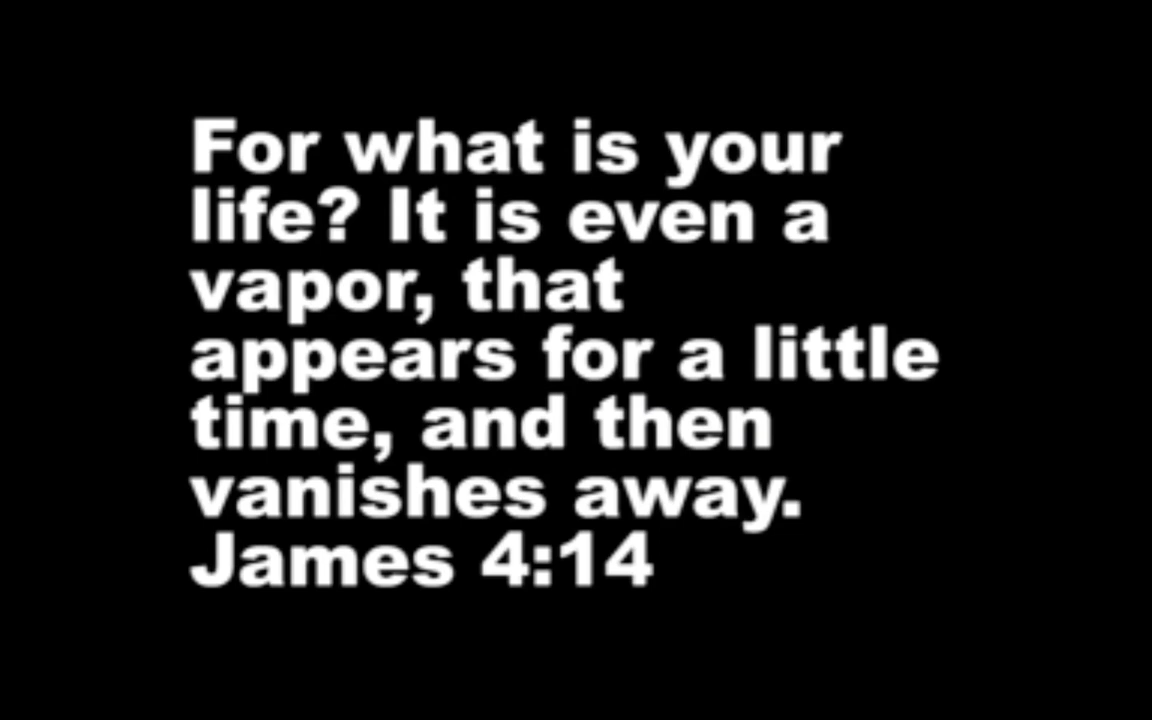 For what is your
life? It is even a
vapor, that
appears for a little
time, and then
vanishes away.
James 4:14